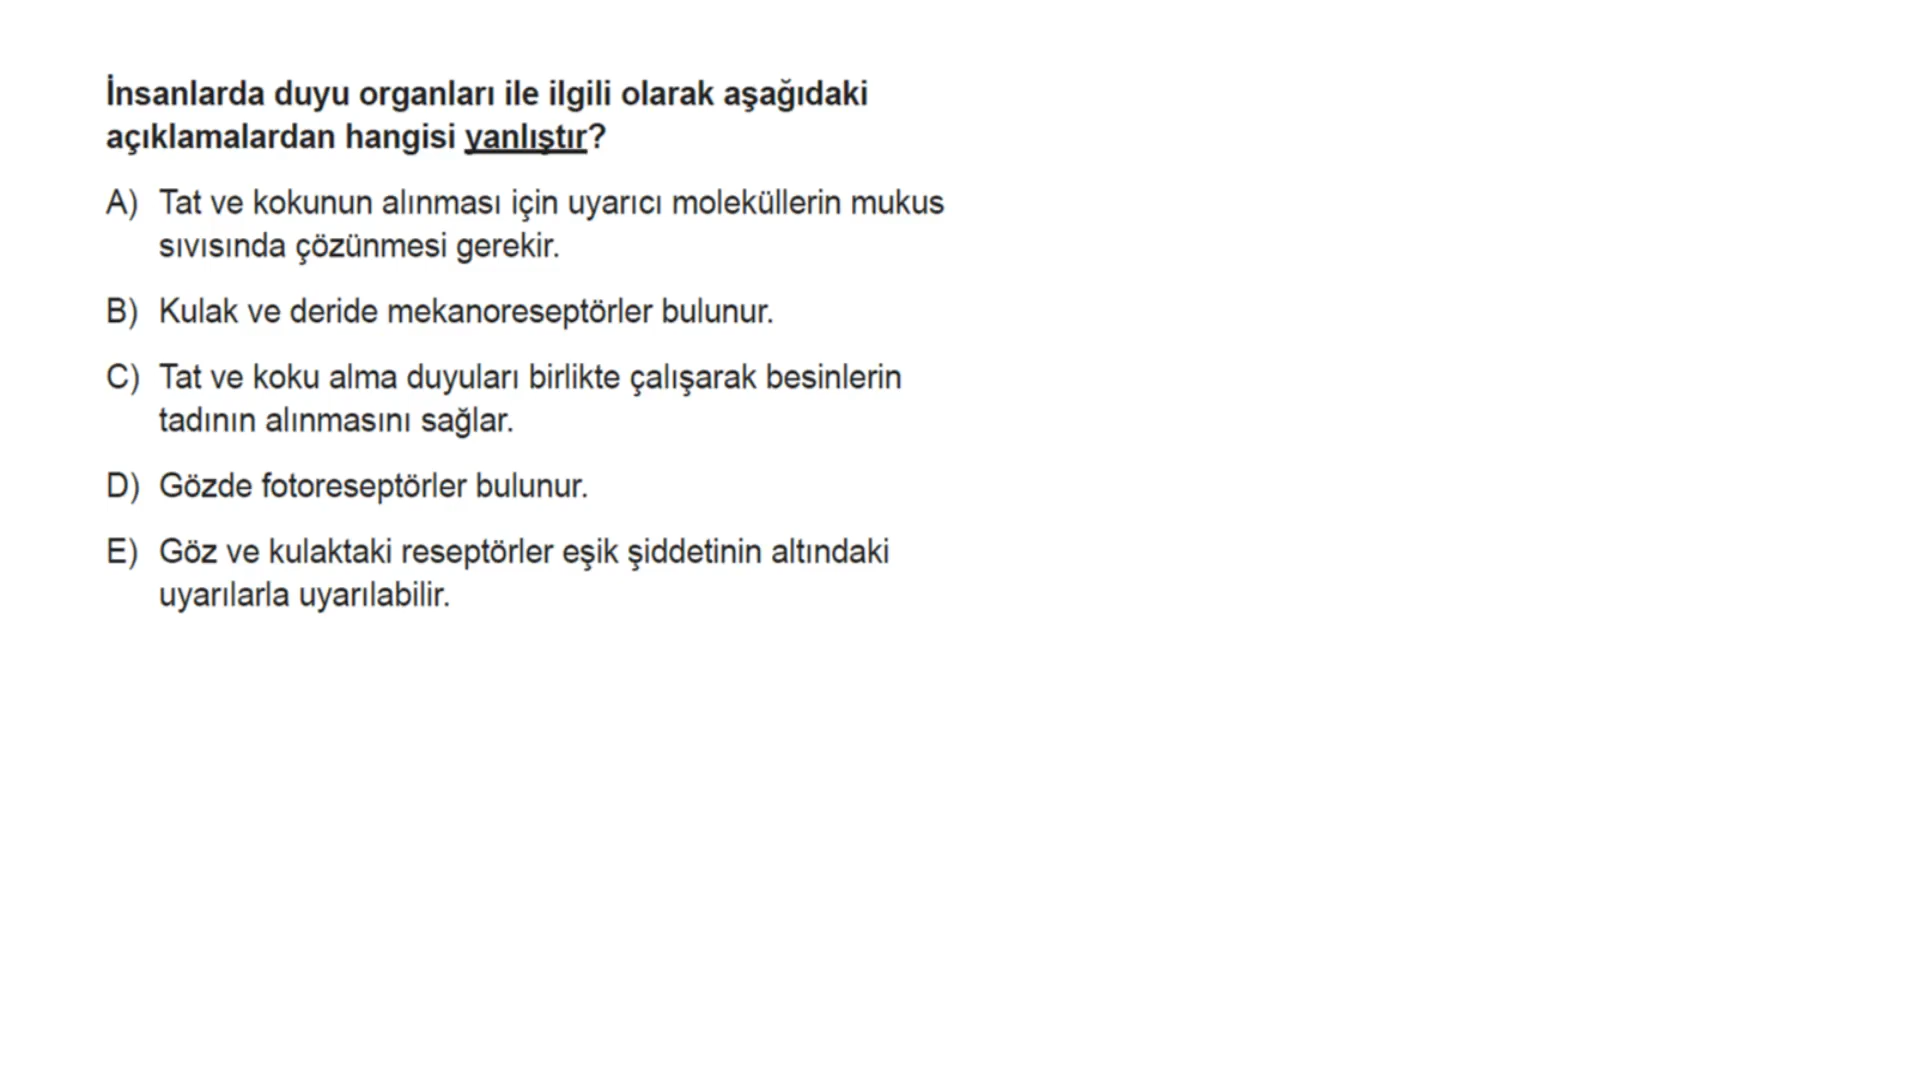 İnsanlarda duyu organları ile ilgili olarak aşağıdaki
açıklamalardan hangisi yanlıştır?
A) Tat ve kokunun alınması için uyarıcı moleküllerin mukus
sıvısında çözünmesi gerekir.
B) Kulak ve deride mekanoreseptörler bulunur.
C) Tat ve koku alma duyuları birlikte çalışarak besinlerin
tadının alınmasını sağlar.
D) Gözde fotoreseptörler bulunur.
E) Göz ve kulaktaki reseptörler eşik şiddetinin altındaki
uyarılarla uyarılabilir.